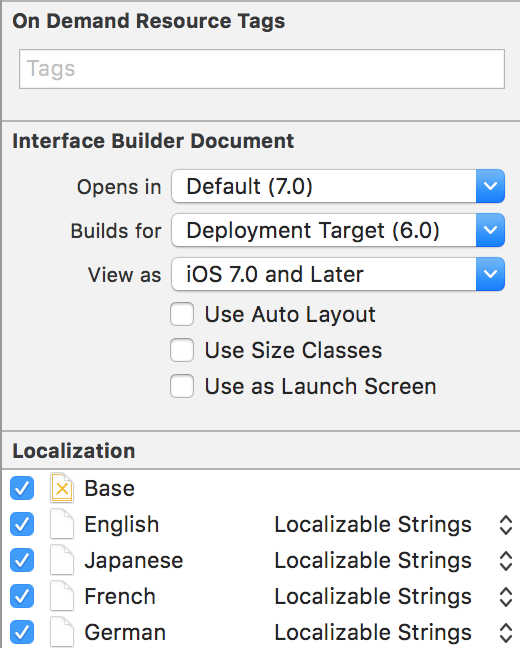 On Demand Resource Tags
Tags
Interface Builder Document
Opens in Default (7.0)
Builds for Deployment Target (6.0)
View as iOS 7.0 and Later
Use Auto Layout
Use Size Classes
Use as Launch Screen
Localization
Base
English Localizable Strings
Japanese Localizable Strings
French Localizable Strings
German Localizable Strings